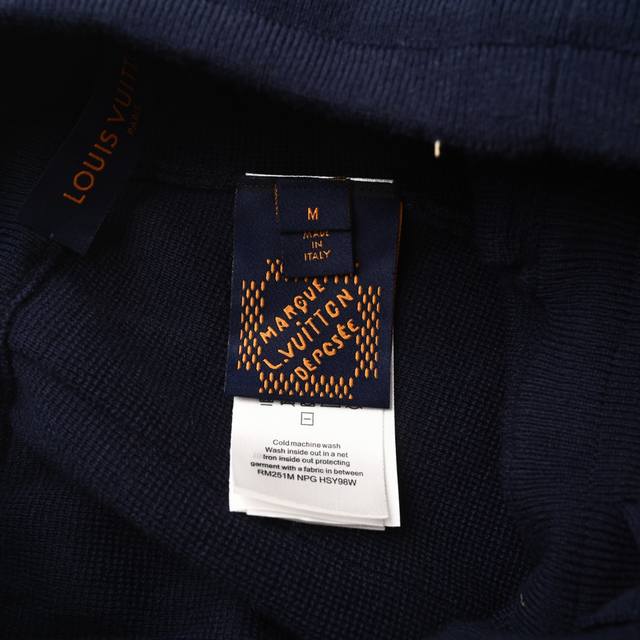 LOUIS VUITTON
PARIS
M
MADE
IN
ITALY
MARQUE
L.VUITTON
DEPOSÉE
Cold machine wash
Wash inside out in a net
Iron inside out protecting
garment with a fabric in between
RM251M NPG HSY98W